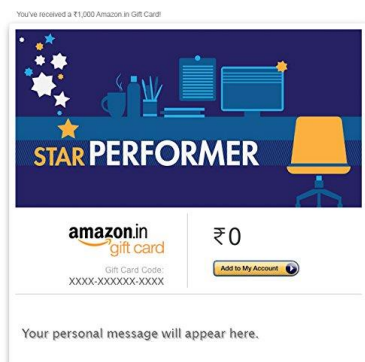 You've received a ₹1,000 Amazon.in Gift Card!
STAR PERFORMER
amazon.in
gift card
Gift Card Code:
XXXX-XXXXXX-XXXX
₹0
Add to My Account
Your personal message will appear here.